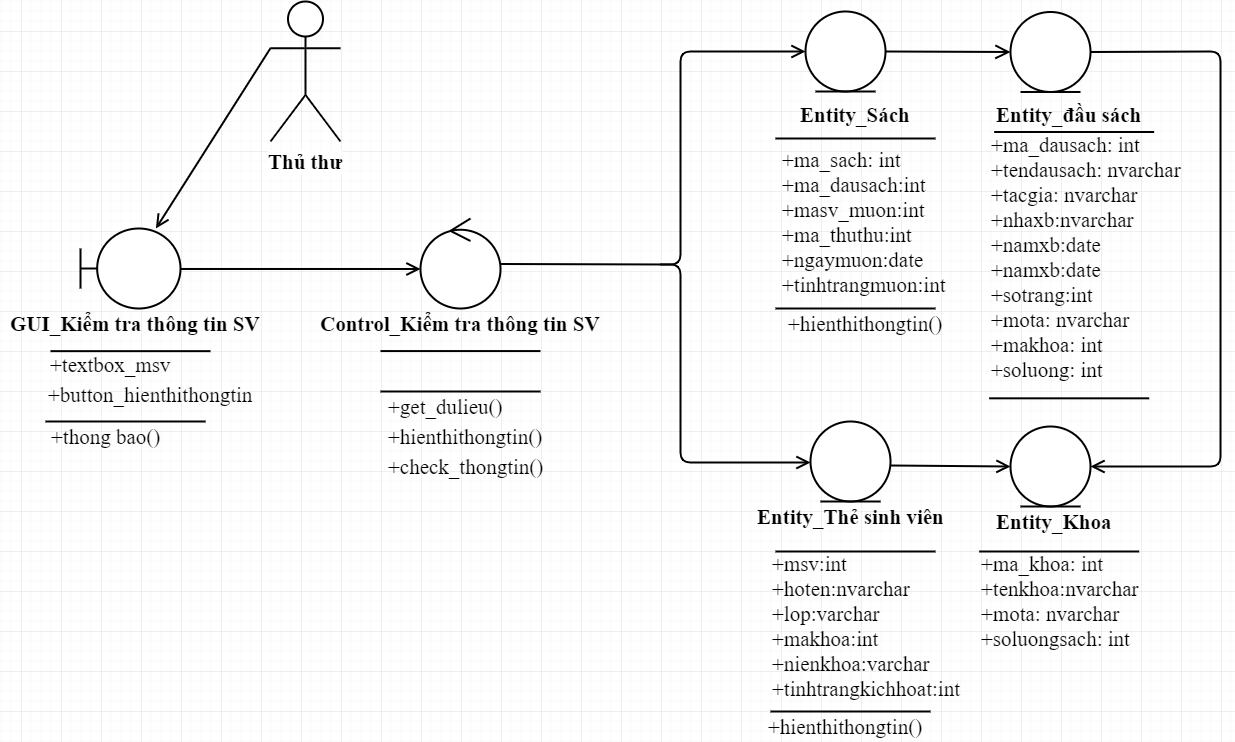 Thủ thư
GUI_Kiểm tra thông tin SV
+textbox_msv
+button_hienthithongtin
+thong bao()
Control_Kiểm tra thông tin SV
+get_dulieu()
+hienthithongtin()
+check_thongtin()
Entity_Sách
+ma_sach: int
+ma_dausach:int
+masv_muon:int
+ma_thuthu:int
+ngaymuon:date
+tinhtrangmuon:int
+hienthithongtin()
Entity_đầu sách
+ma_dausach: int
+tendausach: nvarchar
+tacgia: nvarchar
+nhaxb:nvarchar
+namxb:date
+namxb:date
+sotrang:int
+mota: nvarchar
+makhoa: int
+soluong: int
Entity_Thẻ sinh viên
+msv:int
+hoten:nvarchar
+lop:varchar
+makhoa:int
+nienkhoa:varchar
+tinhtrangkichhoat:int
+hienthithongtin()
Entity_Khoa
+ma_khoa: int
+tenkhoa:nvarchar
+mota: nvarchar
+soluongsach: int